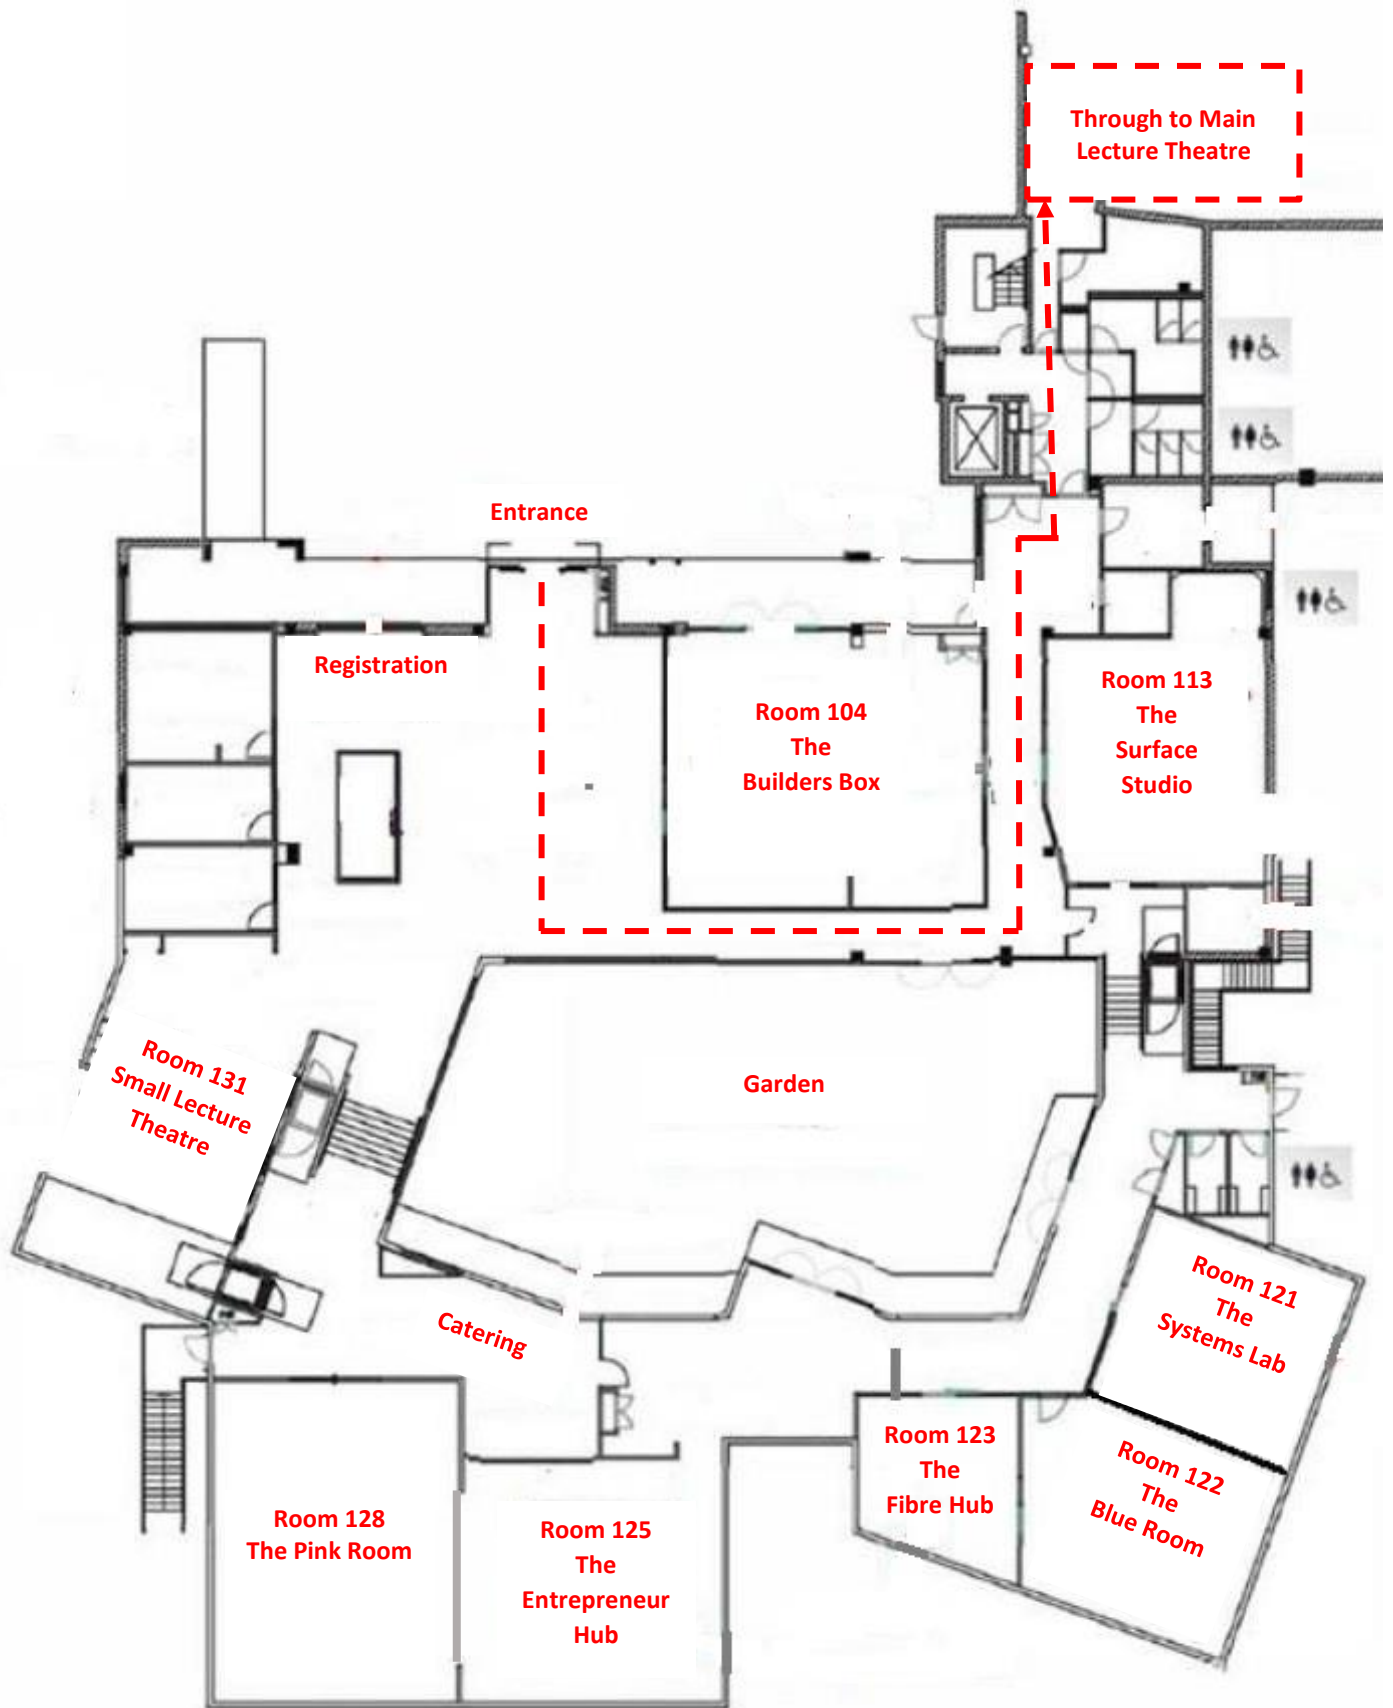 Through to Main
Lecture Theatre
Entrance
Registration
Room 104
The
Builders Box
Room 113
The
Surface
Studio
Room 131
Small Lecture
Theatre
Garden
Catering
Room 121
The
Systems Lab
Room 122
The
Blue Room
Room 123
The
Fibre Hub
Room 128
The Pink Room
Room 125
The
Entrepreneur
Hub